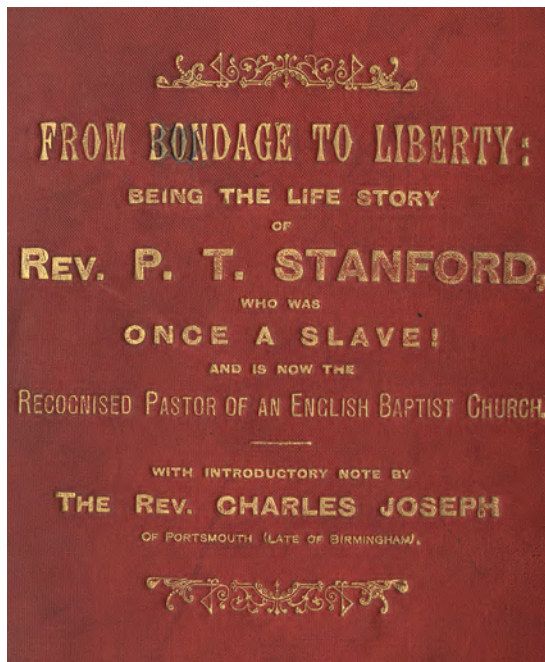 FROM BONDAGE TO LIBERTY:
BEING THE LIFE STORY
OF
REV. P. T. STANFORD,
WHO WAS
ONCE A SLAVE!
AND IS NOW THE
RECOGNISED PASTOR OF AN ENGLISH BAPTIST CHURCH.
WITH INTRODUCTORY NOTE BY
THE REV. CHARLES JOSEPH
OF PORTSMOUTH (LATE OF BIRMINGHAM).